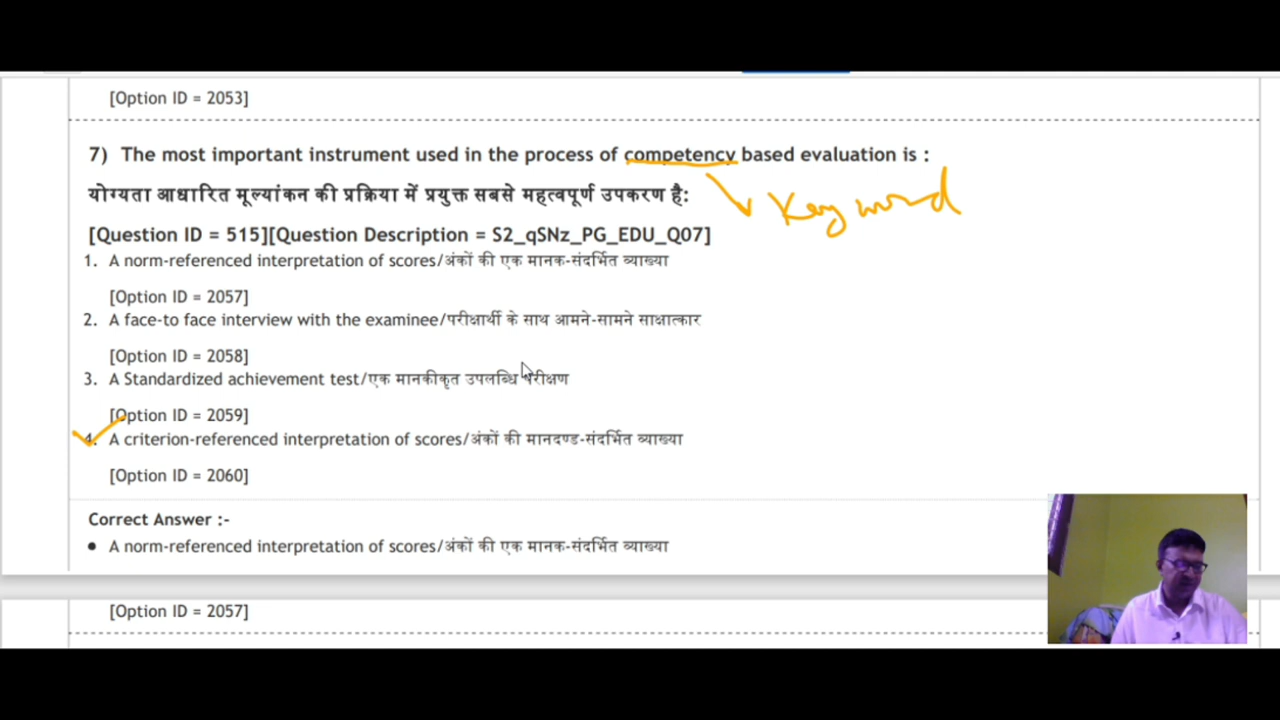 [Option ID = 2053]
7) The most important instrument used in the process of competency based evaluation is :
योग्यता आधारित मूल्यांकन की प्रक्रिया में प्रयुक्त सबसे महत्वपूर्ण उपकरण है:
Key word
[Question ID = 515][Question Description = S2_qSNz_PG_EDU_Q07]
1. A norm-referenced interpretation of scores/अंकों की एक मानक-संदर्भित व्याख्या
[Option ID = 2057]
2. A face-to face interview with the examinee/परीक्षार्थी के साथ आमने-सामने साक्षात्कार
[Option ID = 2058]
3. A Standardized achievement test/एक मानकीकृत उपलब्धि परीक्षण
[Option ID = 2059]
4. A criterion-referenced interpretation of scores/अंकों की मानदण्ड-संदर्भित व्याख्या
[Option ID = 2060]
Correct Answer :-
• A norm-referenced interpretation of scores/अंकों की एक मानक-संदर्भित व्याख्या
[Option ID = 2057]